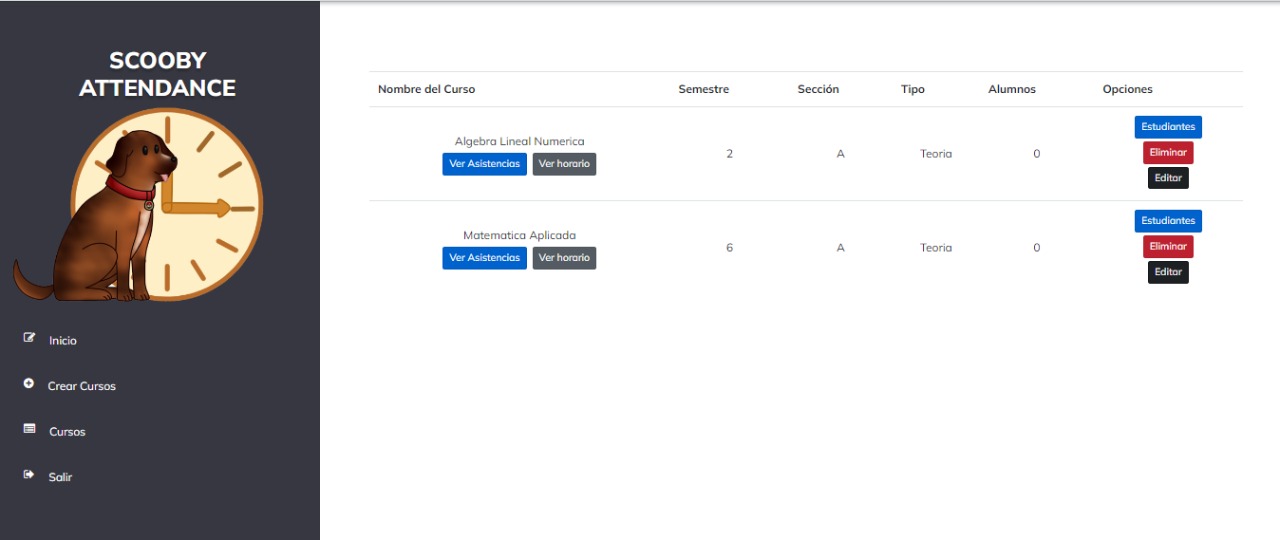 SCOOBY
ATTENDANCE
Inicio
Crear Cursos
Cursos
Salir
Nombre del Curso Semestre Sección Tipo Alumnos Opciones
Algebra Lineal Numerica
Ver Asistencias Ver horario
2 A Teoria 0
Estudiantes
Eliminar
Editar
Matematica Aplicada
Ver Asistencias Ver horario
6 A Teoria 0
Estudiantes
Eliminar
Editar